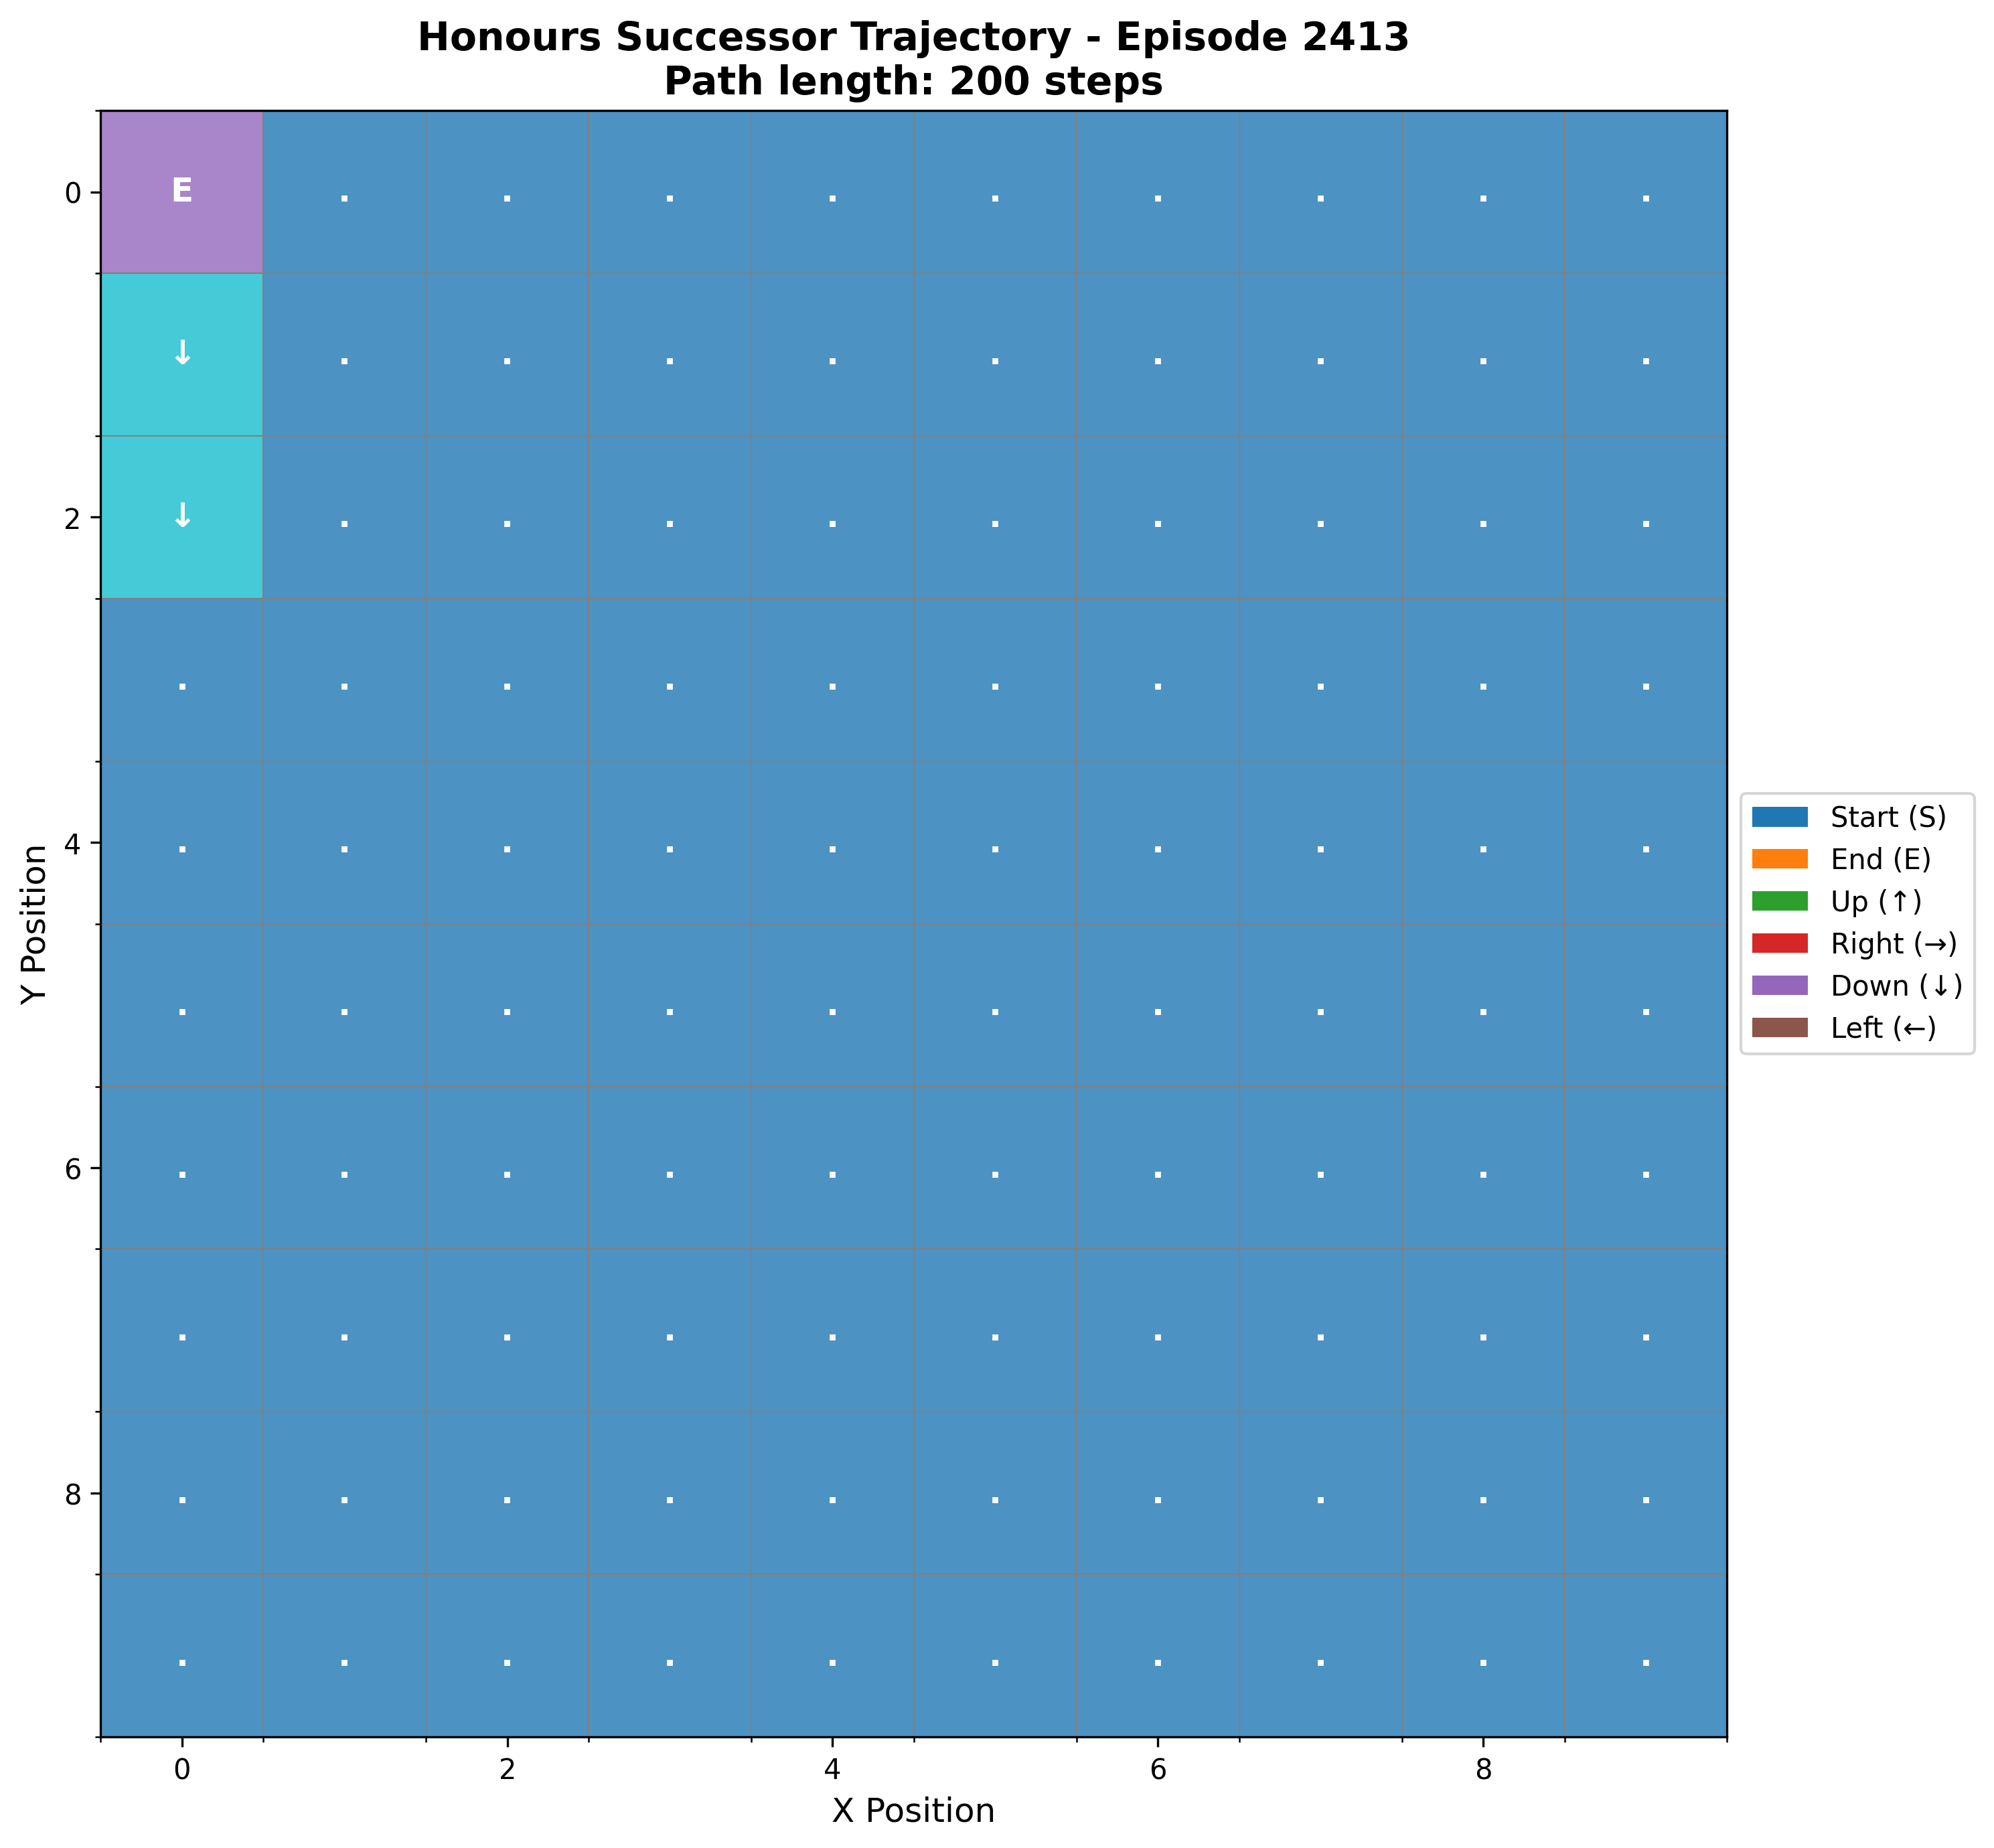 Honours Successor Trajectory - Episode 2413
Path length: 200 steps
0
2
4
6
8
Y Position
E
↓
↓
0 2 4 6 8
X Position
Start (S)
End (E)
Up (↑)
Right (→)
Down (↓)
Left (←)